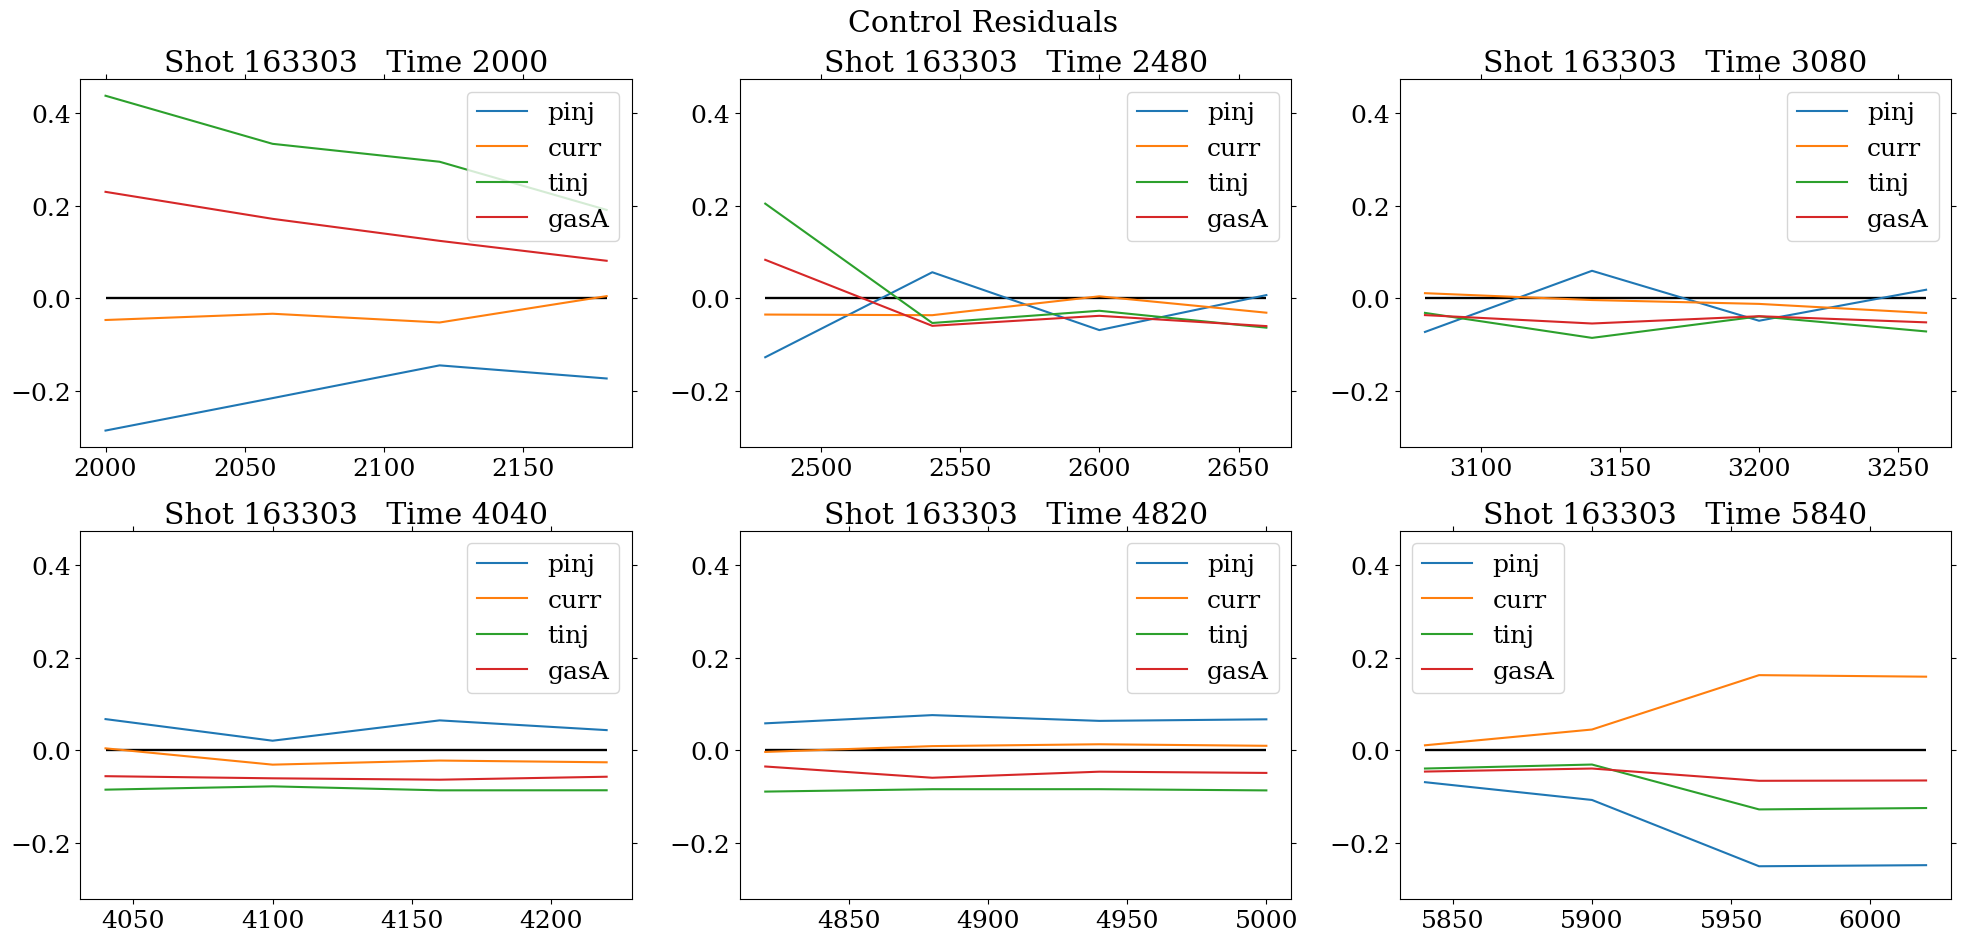 Control Residuals
Shot 163303 Time 2000
0.4
0.2
0.0
−0.2
2000 2050 2100 2150
pinj
curr
tinj
gasA
Shot 163303 Time 2480
0.4
0.2
0.0
−0.2
2500 2550 2600 2650
pinj
curr
tinj
gasA
Shot 163303 Time 3080
0.4
0.2
0.0
−0.2
3100 3150 3200 3250
pinj
curr
tinj
gasA
Shot 163303 Time 4040
0.4
0.2
0.0
−0.2
4050 4100 4150 4200
pinj
curr
tinj
gasA
Shot 163303 Time 4820
0.4
0.2
0.0
−0.2
4850 4900 4950 5000
pinj
curr
tinj
gasA
Shot 163303 Time 5840
0.4
0.2
0.0
−0.2
5850 5900 5950 6000
pinj
curr
tinj
gasA